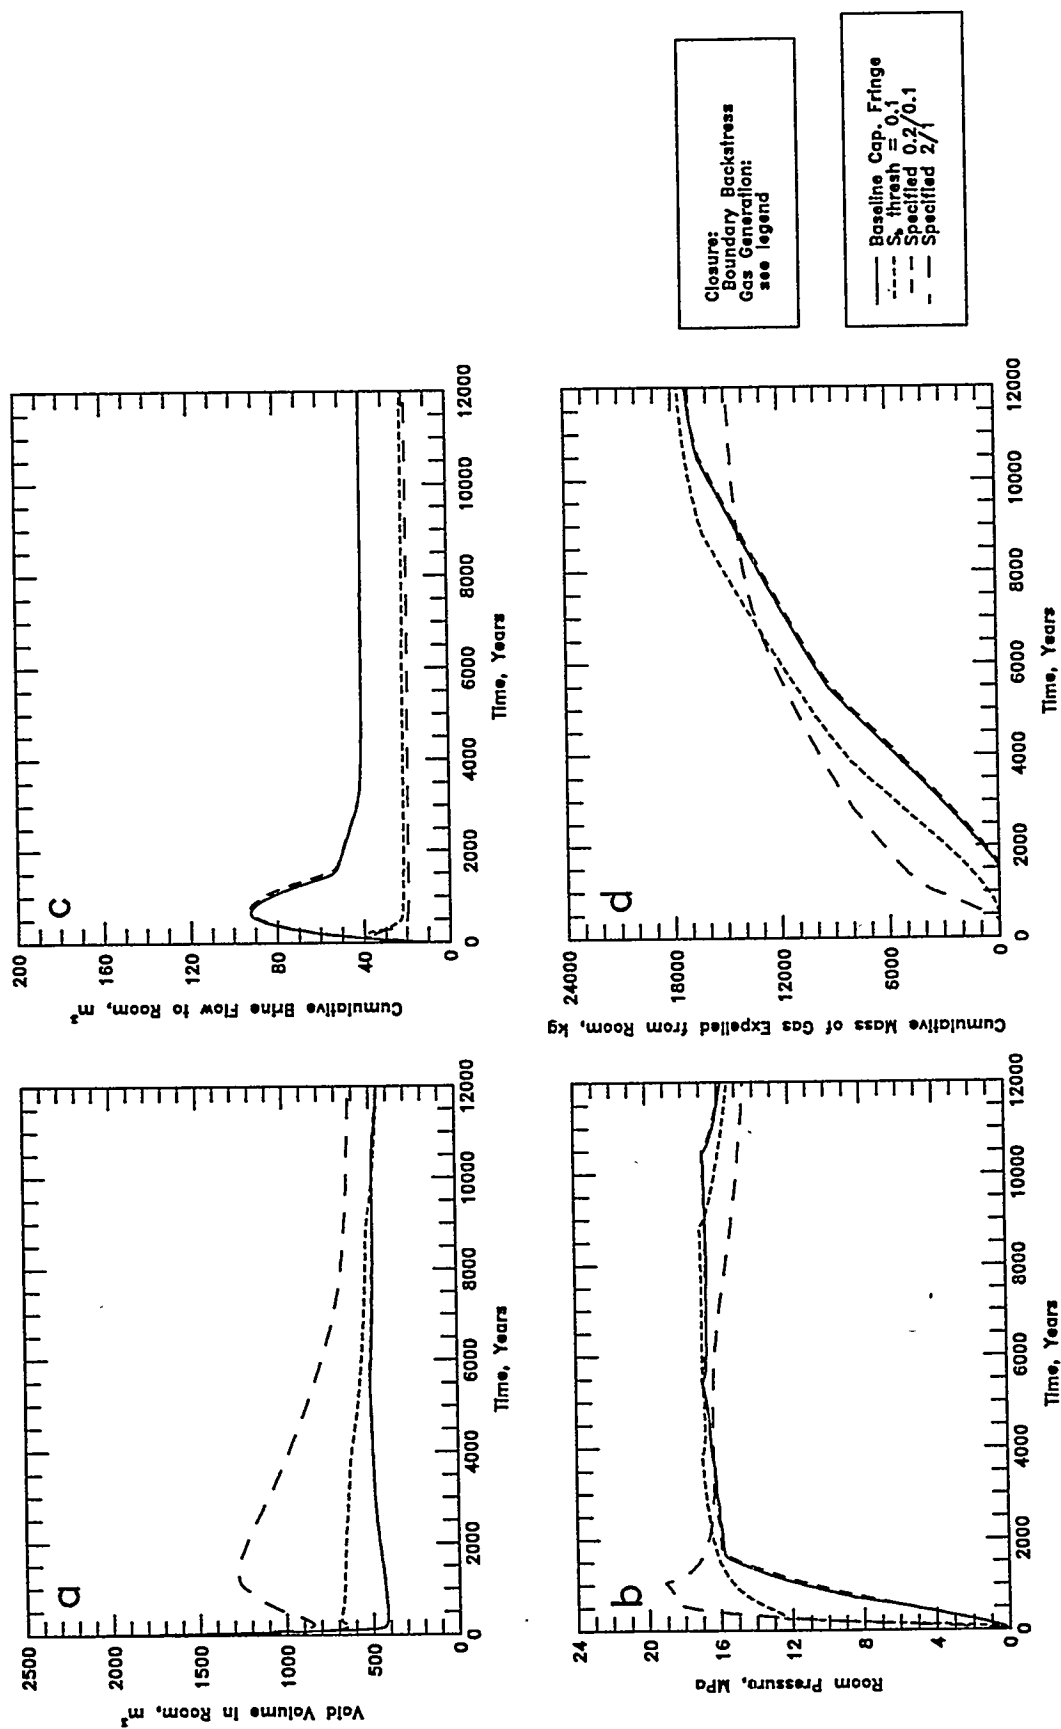 a
Void Volume in Room, m³
2500
2000
1500
1000
500
0
0
2000
4000
6000
8000
10000
12000
Time, Years
c
Cumulative Brine Flow to Room, m³
200
160
120
80
40
0
0
2000
4000
6000
8000
10000
12000
Time, Years
b
Room Pressure, MPa
24
20
16
12
8
4
0
0
2000
4000
6000
8000
10000
12000
Time, Years
d
Cumulative Mass of Gas Expelled from Room, kg
24000
18000
12000
6000
0
0
2000
4000
6000
8000
10000
12000
Time, Years
Closure:
Boundary Backstress
Gas Generation:
see legend
Baseline Cap. Fringe
S_b thresh = 0.1
Specified 0.2/0.1
Specified 2/1